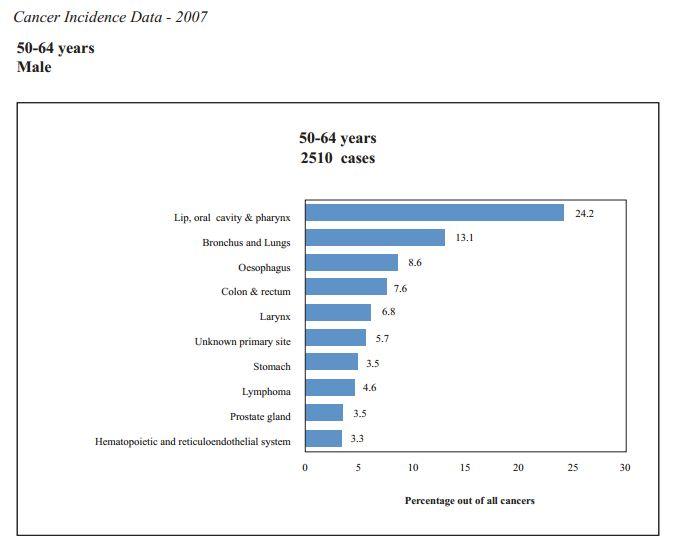 Cancer Incidence Data - 2007
50-64 years
Male
50-64 years
2510 cases
Lip, oral cavity & pharynx 24.2
Bronchus and Lungs 13.1
Oesophagus 8.6
Colon & rectum 7.6
Larynx 6.8
Unknown primary site 5.7
Stomach 3.5
Lymphoma 4.6
Prostate gland 3.5
Hematopoietic and reticuloendothelial system 3.3
0 5 10 15 20 25 30
Percentage out of all cancers